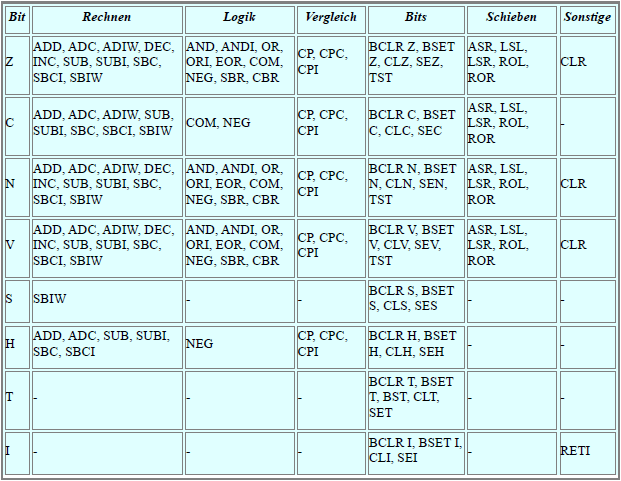 Bit Rechnen Logik Vergleich Bits Schieben Sonstige
Z
ADD, ADC, ADIW, DEC,
INC, SUB, SUBI, SBC,
SBCI, SBIW
AND, ANDI, OR,
ORI, EOR, COM,
NEG, SBR, CBR
CP, CPC,
CPI
BCLR Z, BSET
Z, CLZ, SEZ,
TST
ASR, LSL,
LSR, ROL,
ROR
CLR
C
ADD, ADC, ADIW, SUB,
SUBI, SBC, SBCI, SBIW
COM, NEG
CP, CPC,
CPI
BCLR C, BSET
C, CLC, SEC
ASR, LSL,
LSR, ROL,
ROR
-
N
ADD, ADC, ADIW, DEC,
INC, SUB, SUBI, SBC,
SBCI, SBIW
AND, ANDI, OR,
ORI, EOR, COM,
NEG, SBR, CBR
CP, CPC,
CPI
BCLR N, BSET
N, CLN, SEN,
TST
ASR, LSL,
LSR, ROL,
ROR
CLR
V
ADD, ADC, ADIW, DEC,
INC, SUB, SUBI, SBC,
SBCI, SBIW
AND, ANDI, OR,
ORI, EOR, COM,
NEG, SBR, CBR
CP, CPC,
CPI
BCLR V, BSET
V, CLV, SEV,
TST
ASR, LSL,
LSR, ROL,
ROR
CLR
S
SBIW
-
-
BCLR S, BSET
S, CLS, SES
-
-
H
ADD, ADC, SUB, SUBI,
SBC, SBCI
NEG
CP, CPC,
CPI
BCLR H, BSET
H, CLH, SEH
-
-
T
-
-
-
BCLR T, BSET
T, BST, CLT,
SET
-
-
I
-
-
-
BCLR I, BSET I,
CLI, SEI
-
RETI